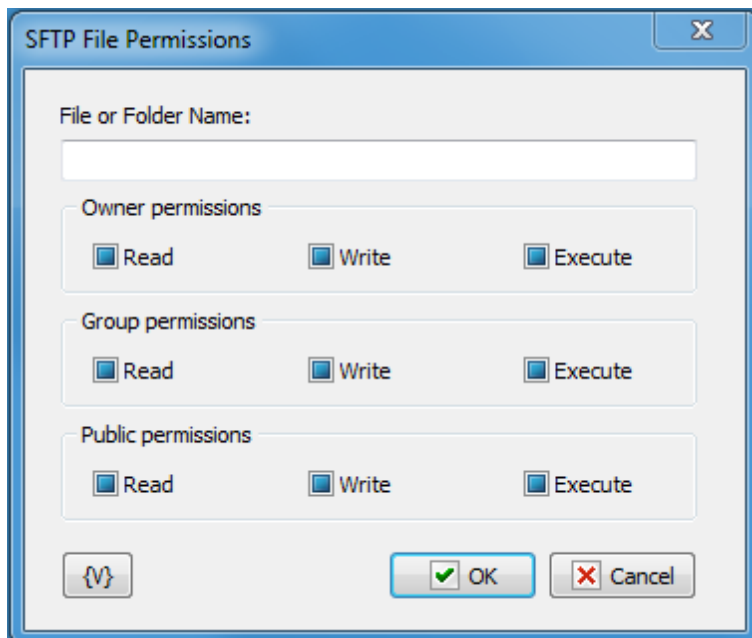 SFTP File Permissions
File or Folder Name:
Owner permissions
Read Write Execute
Group permissions
Read Write Execute
Public permissions
Read Write Execute
{V} OK Cancel